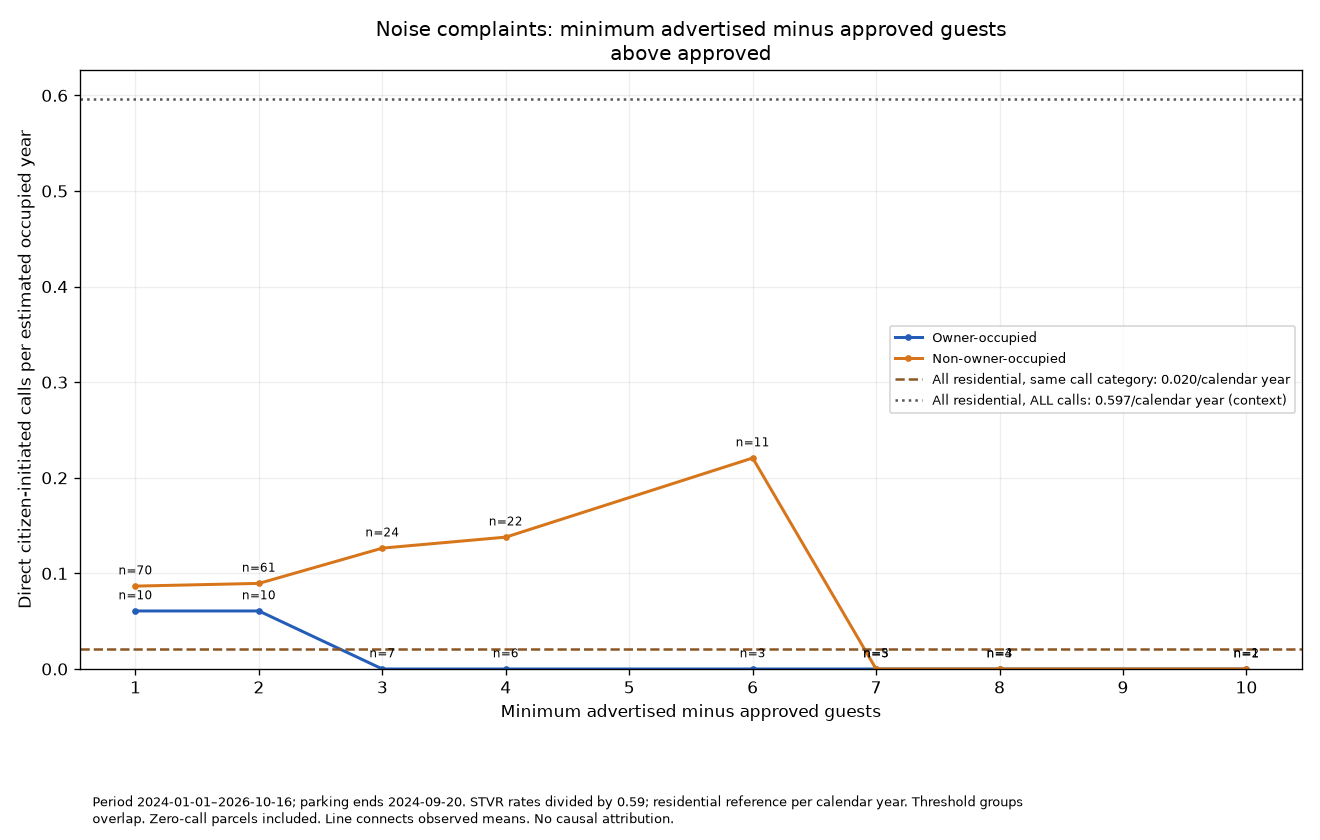 Noise complaints: minimum advertised minus approved guests
above approved
Direct citizen-initiated calls per estimated occupied year
0.6
0.5
0.4
0.3
0.2
0.1
0.0
Owner-occupied
Non-owner-occupied
All residential, same call category: 0.020/calendar year
All residential, ALL calls: 0.597/calendar year (context)
n=11
n=24
n=22
n=70
n=61
n=10
n=10
n=7
n=6
n=3
1
2
3
4
5
6
7
8
9
10
Minimum advertised minus approved guests
Period 2024-01-01–2026-10-16; parking ends 2024-09-20. STVR rates divided by 0.59; residential reference per calendar year. Threshold groups
overlap. Zero-call parcels included. Line connects observed means. No causal attribution.